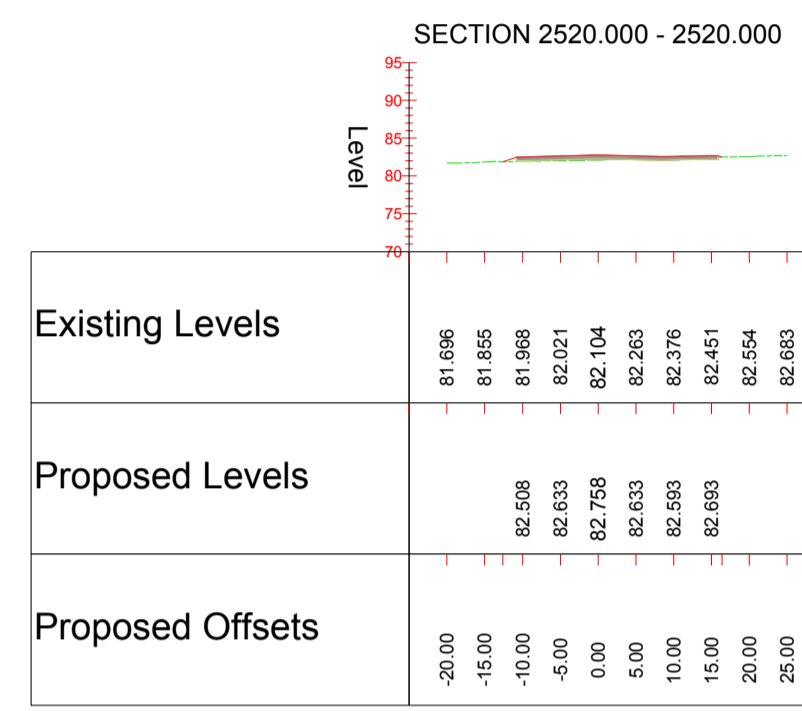 SECTION 2520.000 - 2520.000
Level
95
90
85
80
75
70
Existing Levels
81.696 81.855 81.968 82.021 82.104 82.263 82.376 82.451 82.554 82.683
Proposed Levels
82.508 82.633 82.758 82.633 82.593 82.693
Proposed Offsets
-20.00 -15.00 -10.00 -5.00 0.00 5.00 10.00 15.00 20.00 25.00